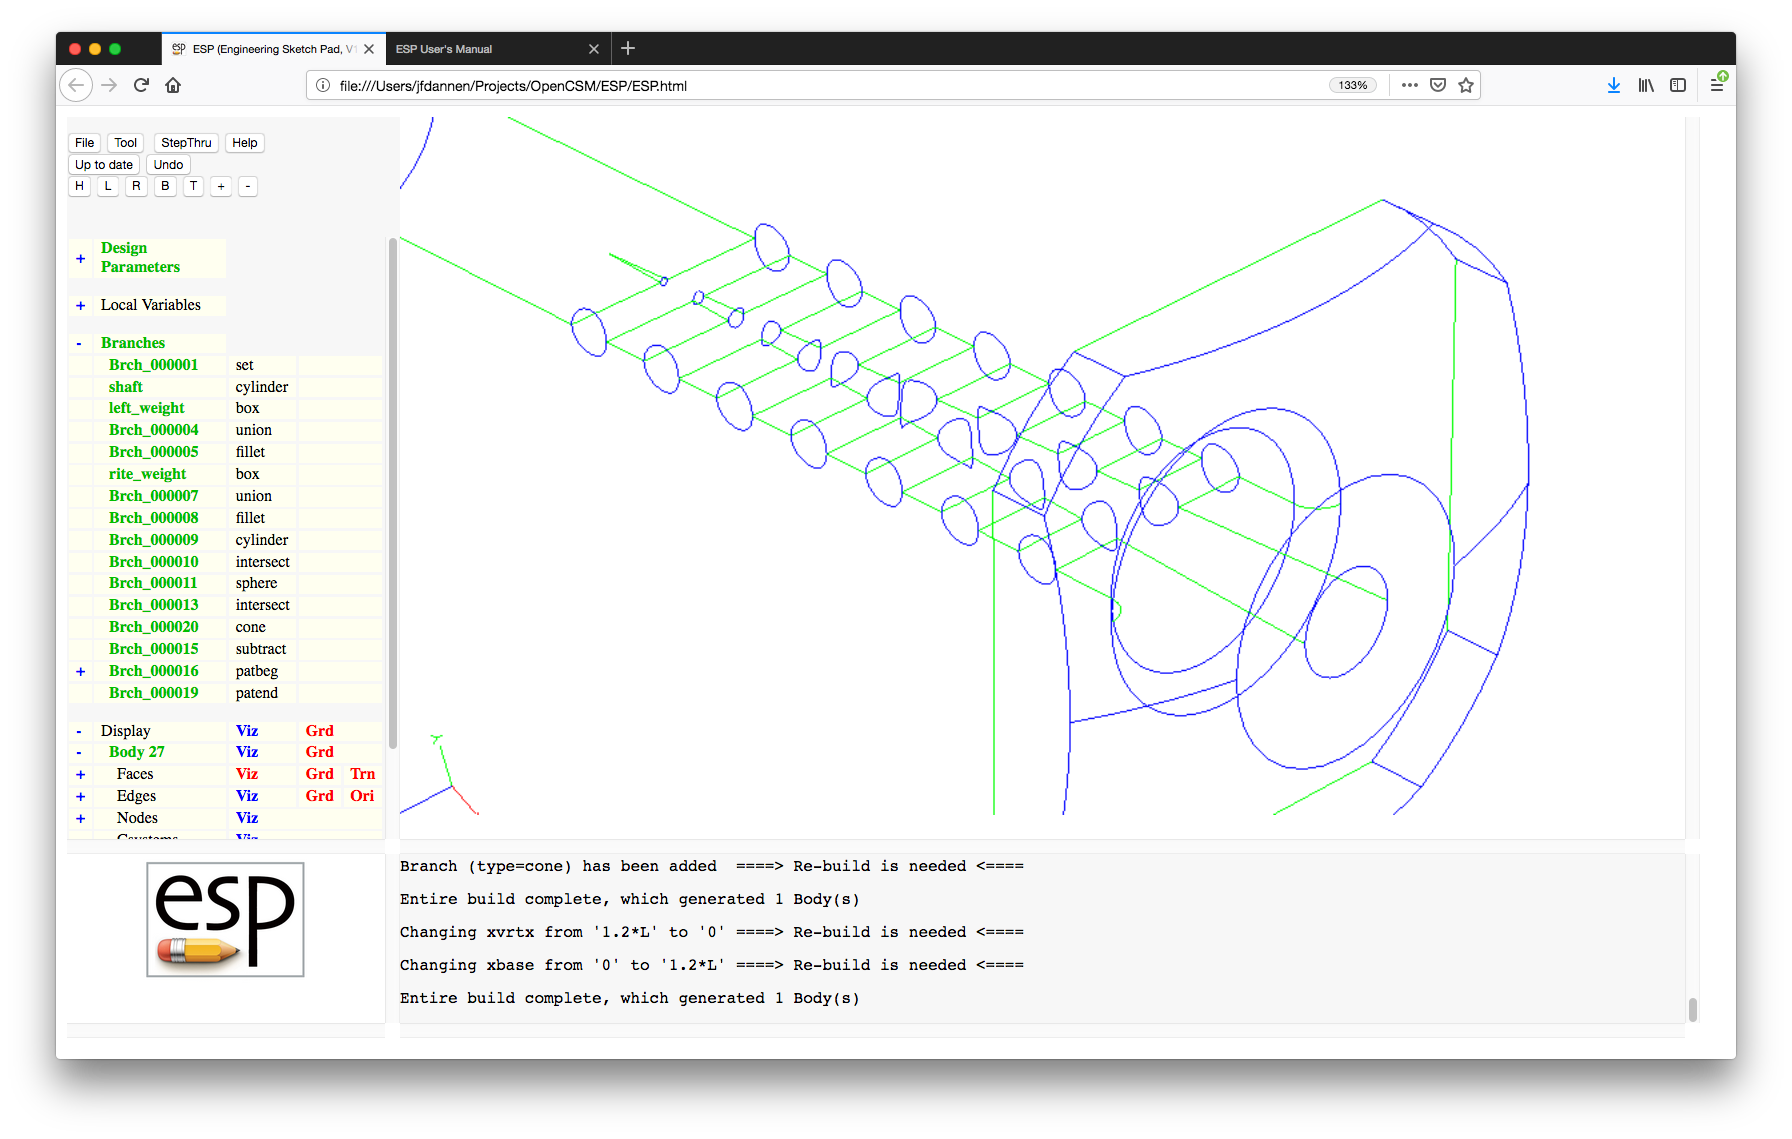 ESP (Engineering Sketch Pad, V1
ESP User's Manual
file:///Users/jfdannen/Projects/OpenCSM/ESP/ESP.html
133%
File Tool StepThru Help
Up to date Undo
H L R B T + -
+ Design Parameters
+ Local Variables
- Branches
Brch_000001 set
shaft cylinder
left_weight box
Brch_000004 union
Brch_000005 fillet
rite_weight box
Brch_000007 union
Brch_000008 fillet
Brch_000009 cylinder
Brch_000010 intersect
Brch_000011 sphere
Brch_000013 intersect
Brch_000020 cone
Brch_000015 subtract
+ Brch_000016 patbeg
Brch_000019 patend
- Display Viz Grd
- Body 27 Viz Grd
+ Faces Viz Grd Trn
+ Edges Viz Grd Ori
+ Nodes Viz
Csystems Viz
Y
esp
Branch (type=cone) has been added ====> Re-build is needed <====
Entire build complete, which generated 1 Body(s)
Changing xvrtx from '1.2*L' to '0' ====> Re-build is needed <====
Changing xbase from '0' to '1.2*L' ====> Re-build is needed <====
Entire build complete, which generated 1 Body(s)